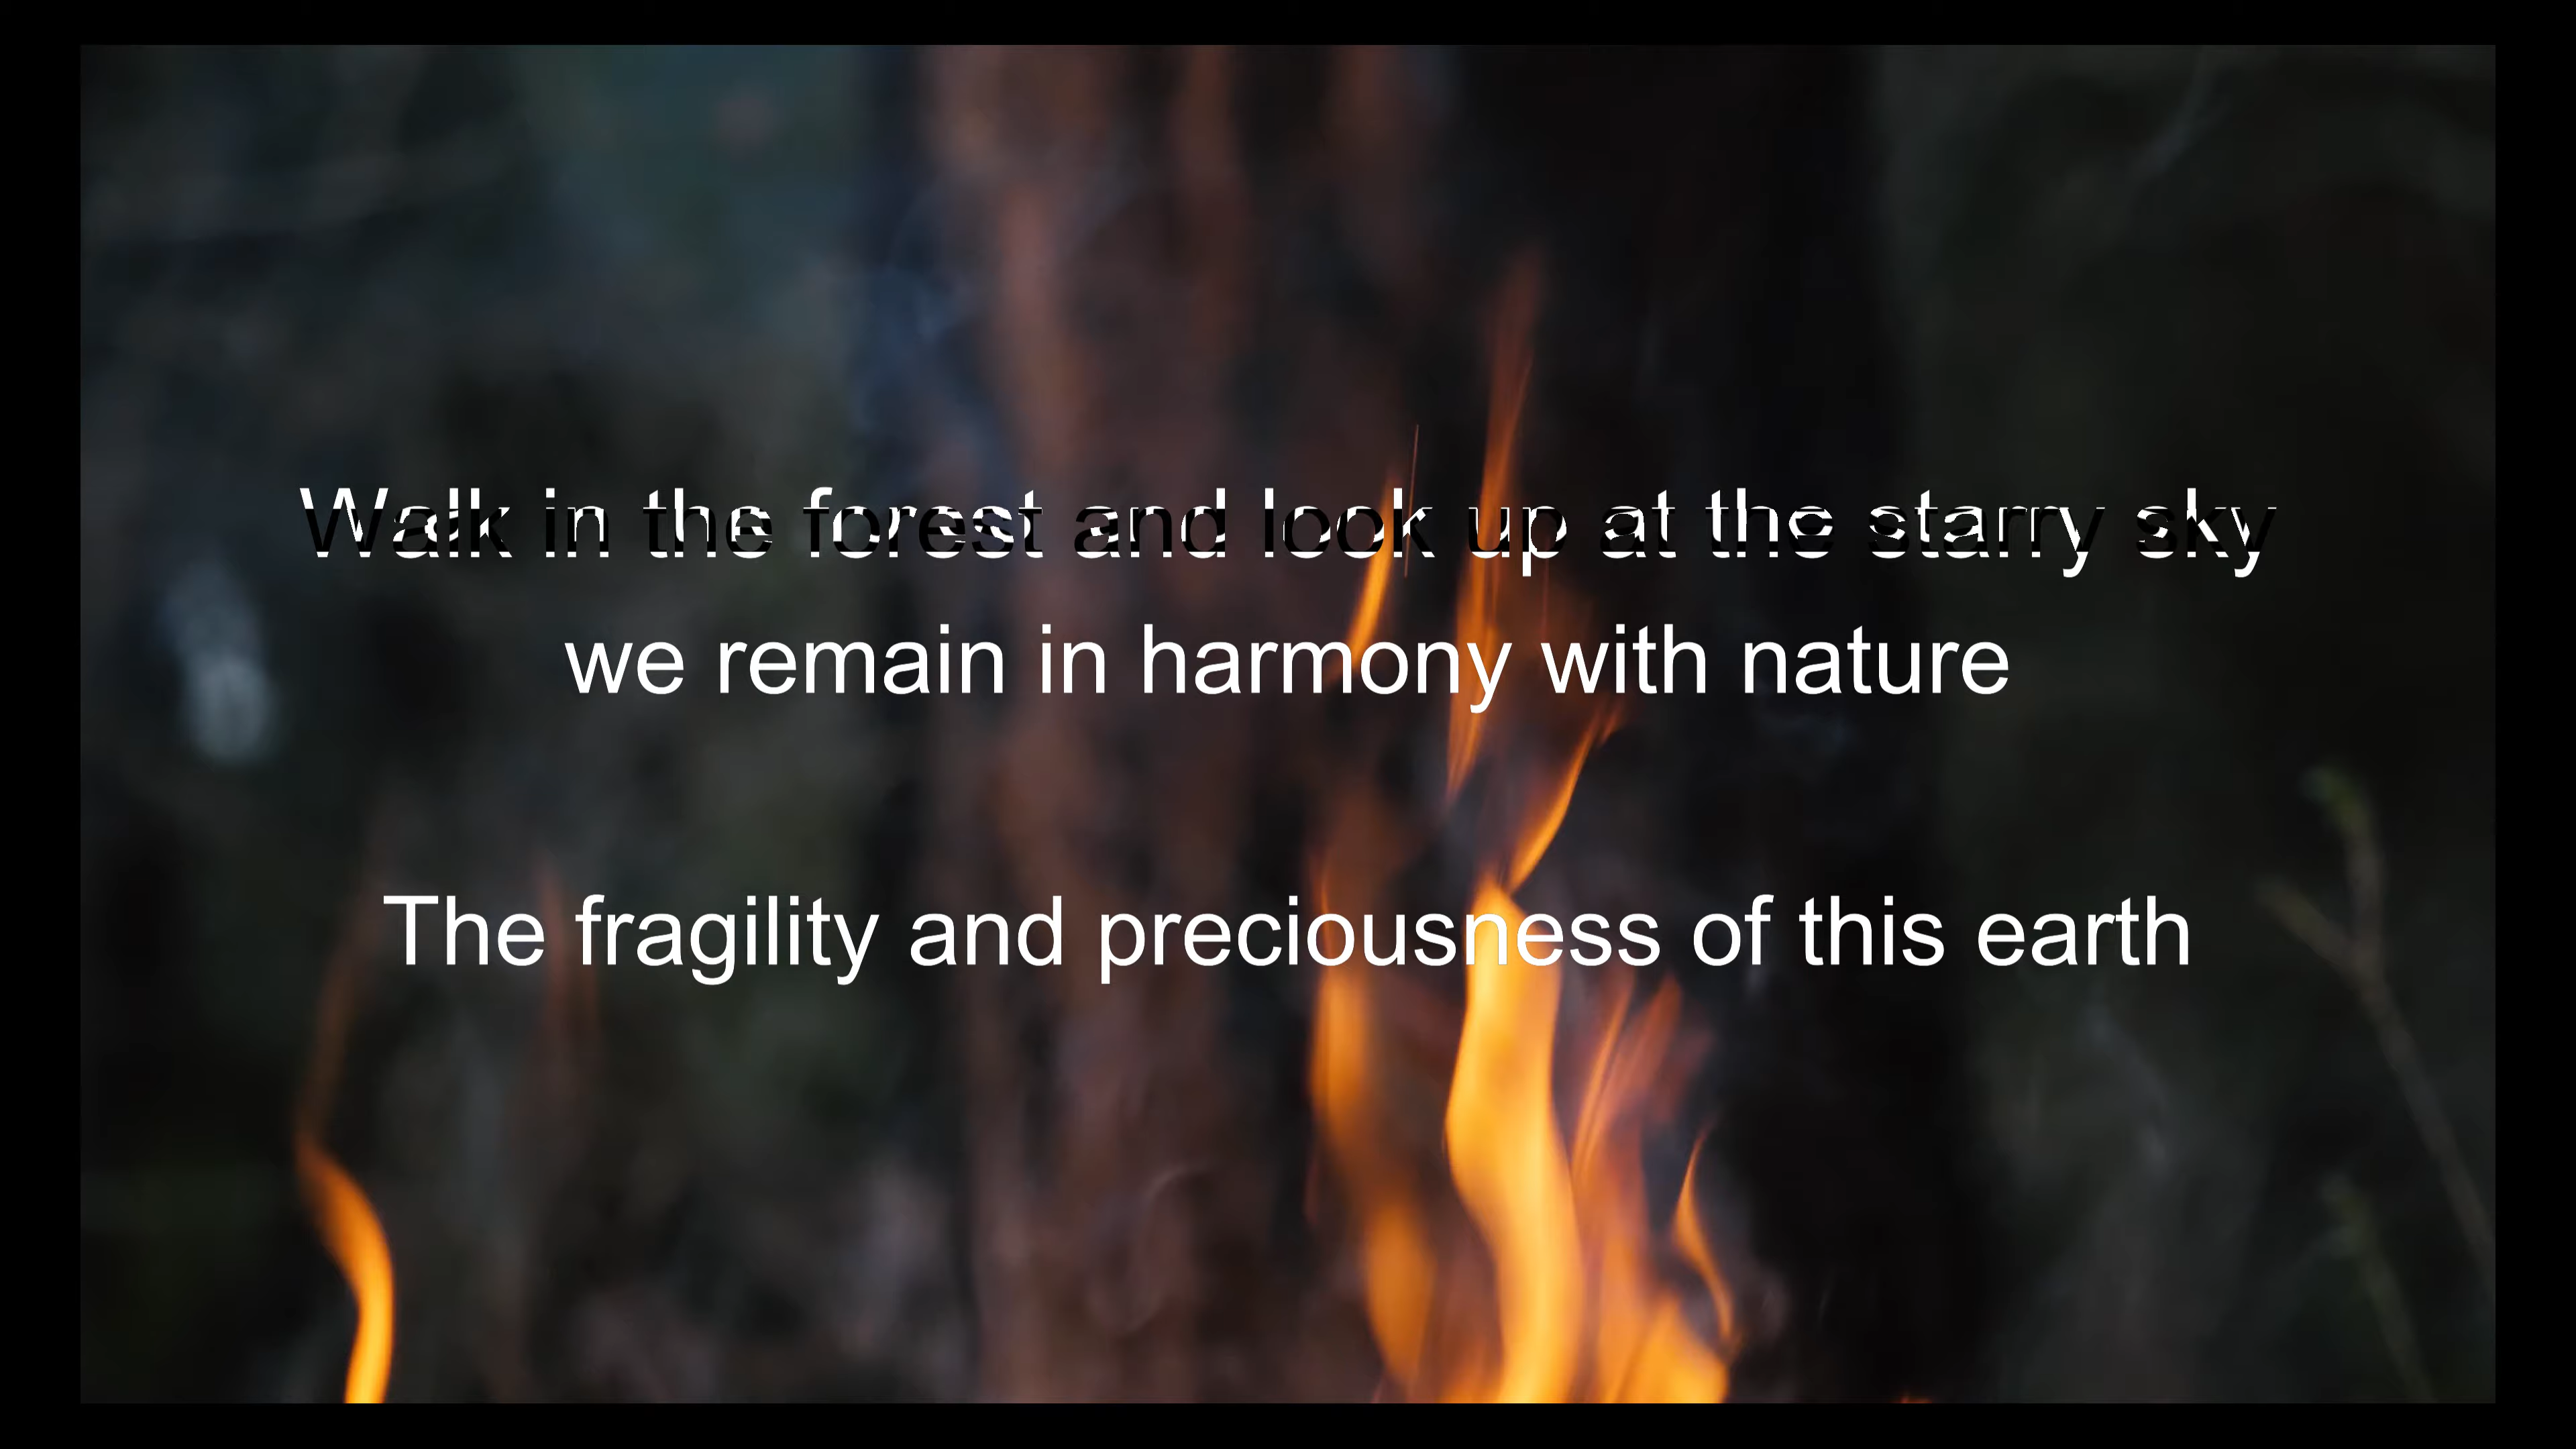 Walk in the forest and look up at the starry sky
we remain in harmony with nature
The fragility and preciousness of this earth